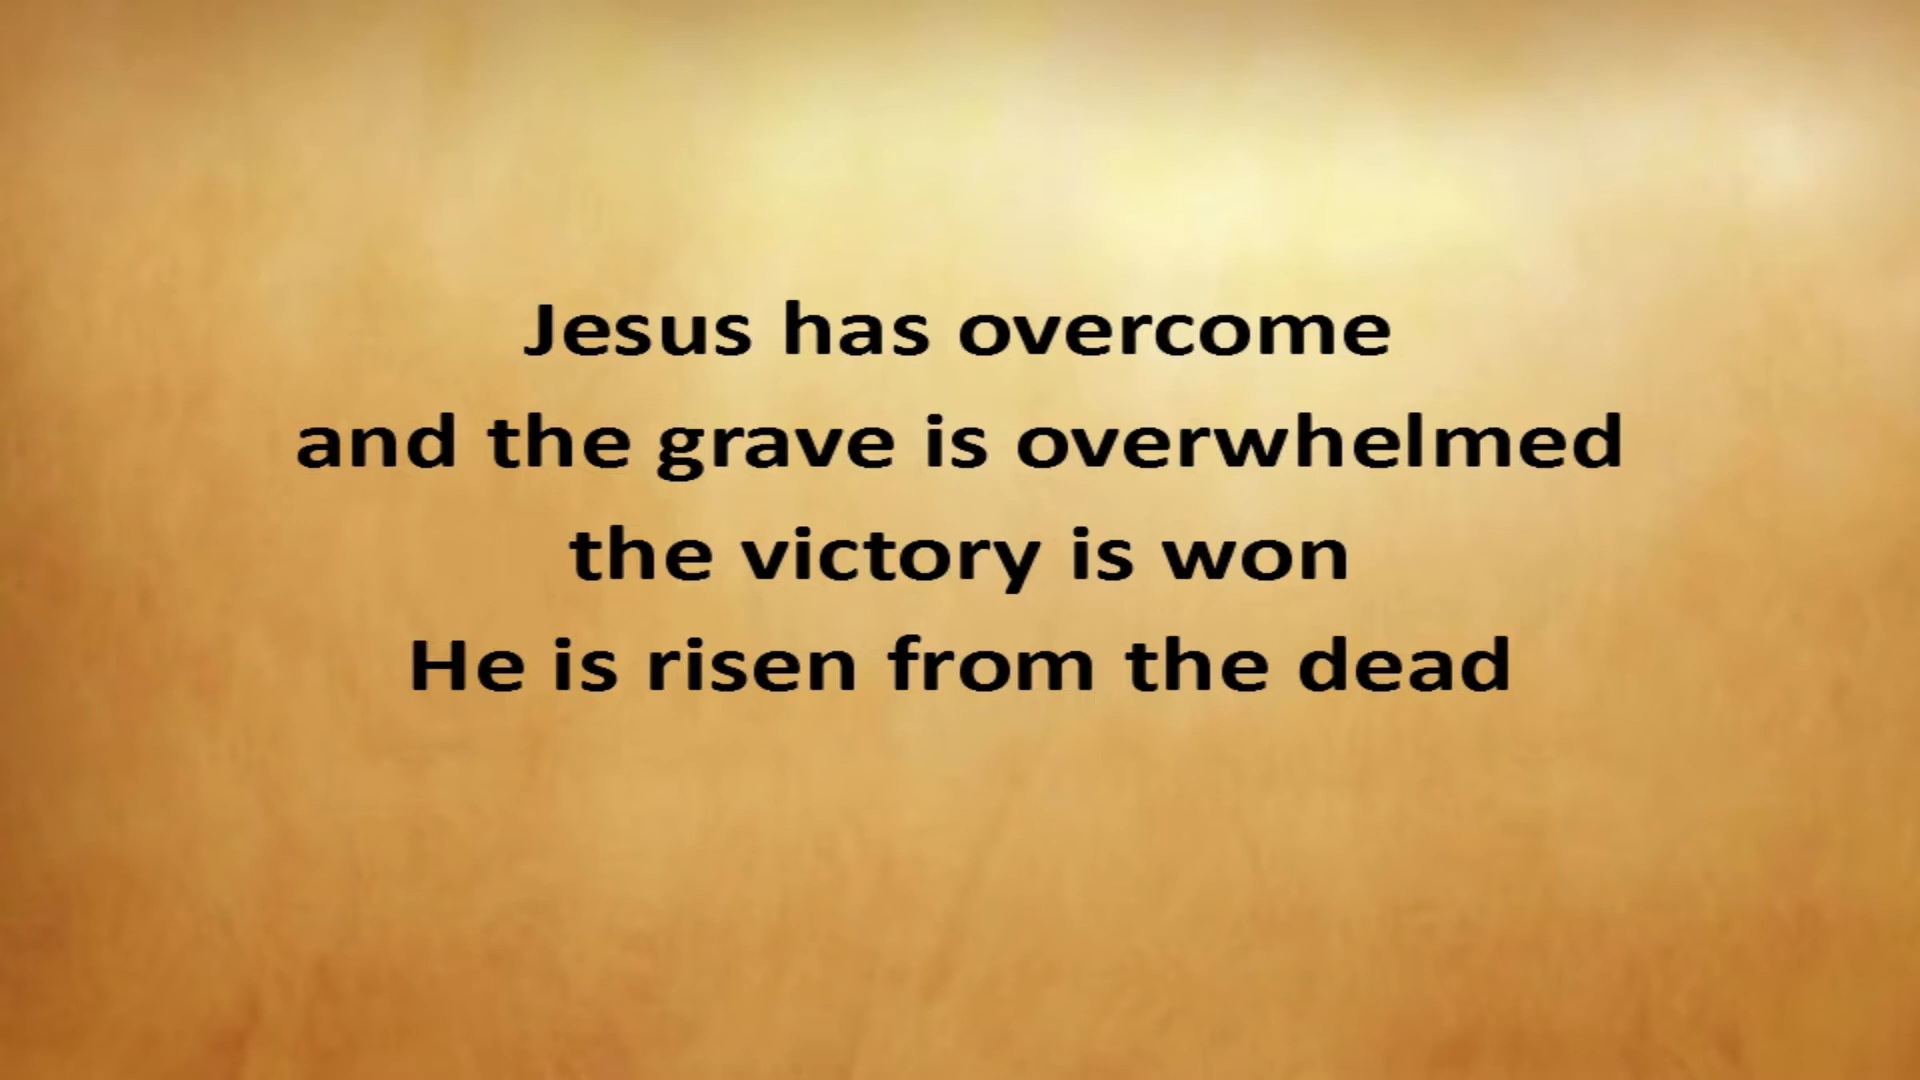 Jesus has overcome
and the grave is overwhelmed
the victory is won
He is risen from the dead